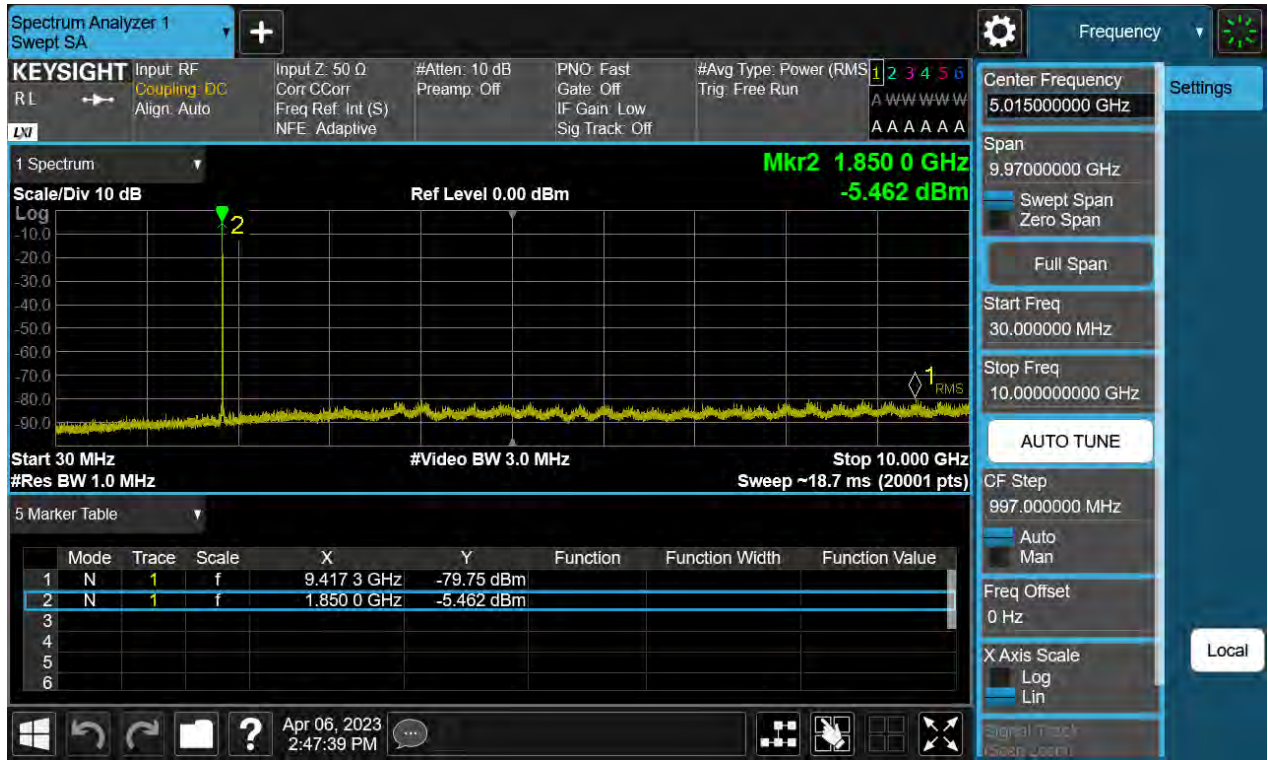 Spectrum Analyzer 1
Swept SA
+
Frequency
KEYSIGHT
RL
LXI
Input: RF
Coupling: DC
Align: Auto
Input Z: 50 Ω
Corr CCorr
Freq Ref: Int (S)
NFE: Adaptive
#Atten: 10 dB
Preamp: Off
PNO: Fast
Gate: Off
IF Gain: Low
Sig Track: Off
#Avg Type: Power (RMS
Trig: Free Run
1 2 3 4 5 6
A W W W W W
A A A A A A
Center Frequency
5.015000000 GHz
Settings
1 Spectrum
Mkr2 1.850 0 GHz
-5.462 dBm
Scale/Div 10 dB
Ref Level 0.00 dBm
Log
-10.0
-20.0
-30.0
-40.0
-50.0
-60.0
-70.0
-80.0
-90.0
2
1
RMS
Start 30 MHz
#Video BW 3.0 MHz
Stop 10.000 GHz
#Res BW 1.0 MHz
Sweep ~18.7 ms (20001 pts)
Span
9.97000000 GHz
Swept Span
Zero Span
Full Span
Start Freq
30.000000 MHz
Stop Freq
10.000000000 GHz
AUTO TUNE
CF Step
997.000000 MHz
Auto
Man
Freq Offset
0 Hz
X Axis Scale
Log
Lin
Signal Track
(Span Zoom)
Local
5 Marker Table
Mode Trace Scale X Y Function Function Width Function Value
1 N 1 f 9.417 3 GHz -79.75 dBm
2 N 1 f 1.850 0 GHz -5.462 dBm
3
4
5
6
?
Apr 06, 2023
2:47:39 PM